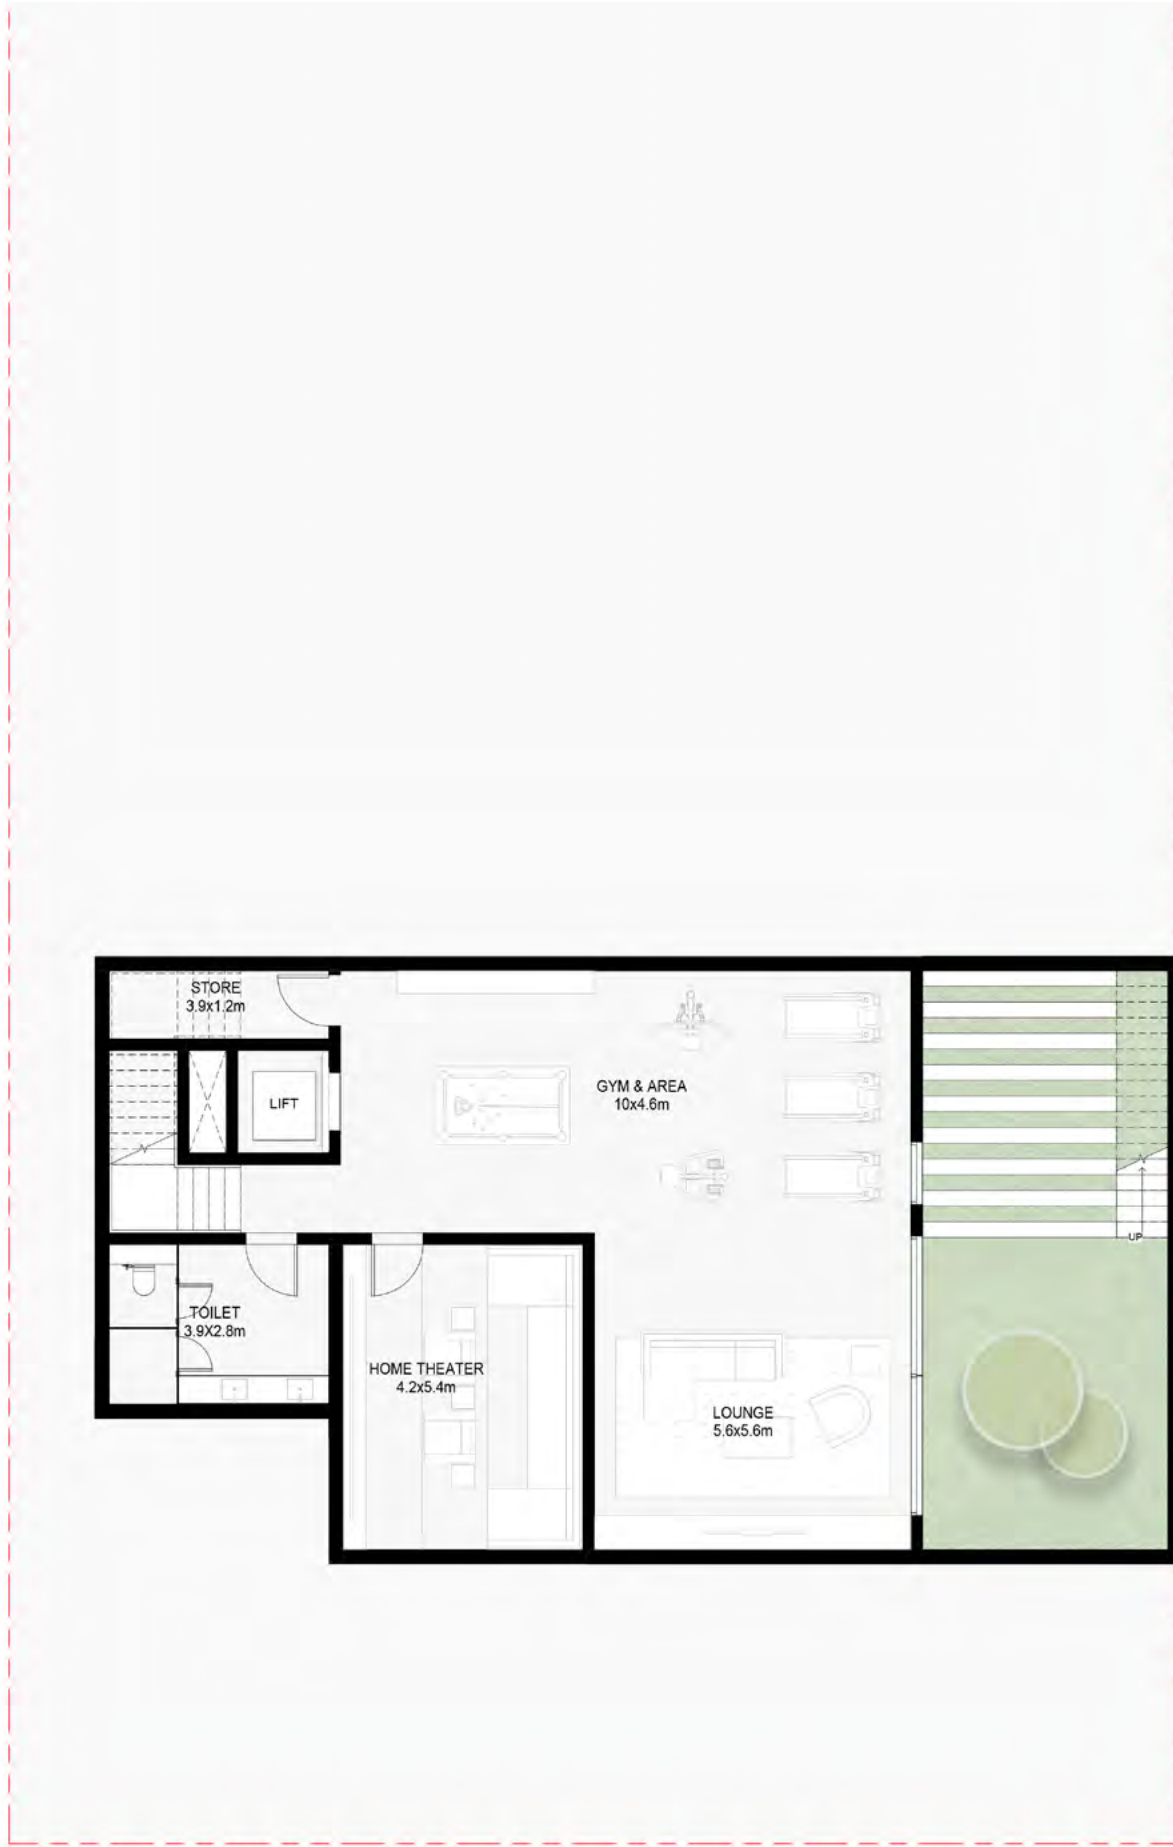 STORE
3.9x1.2m
LIFT
GYM & AREA
10x4.6m
UP
TOILET
3.9X2.8m
HOME THEATER
4.2x5.4m
LOUNGE
5.6x5.6m